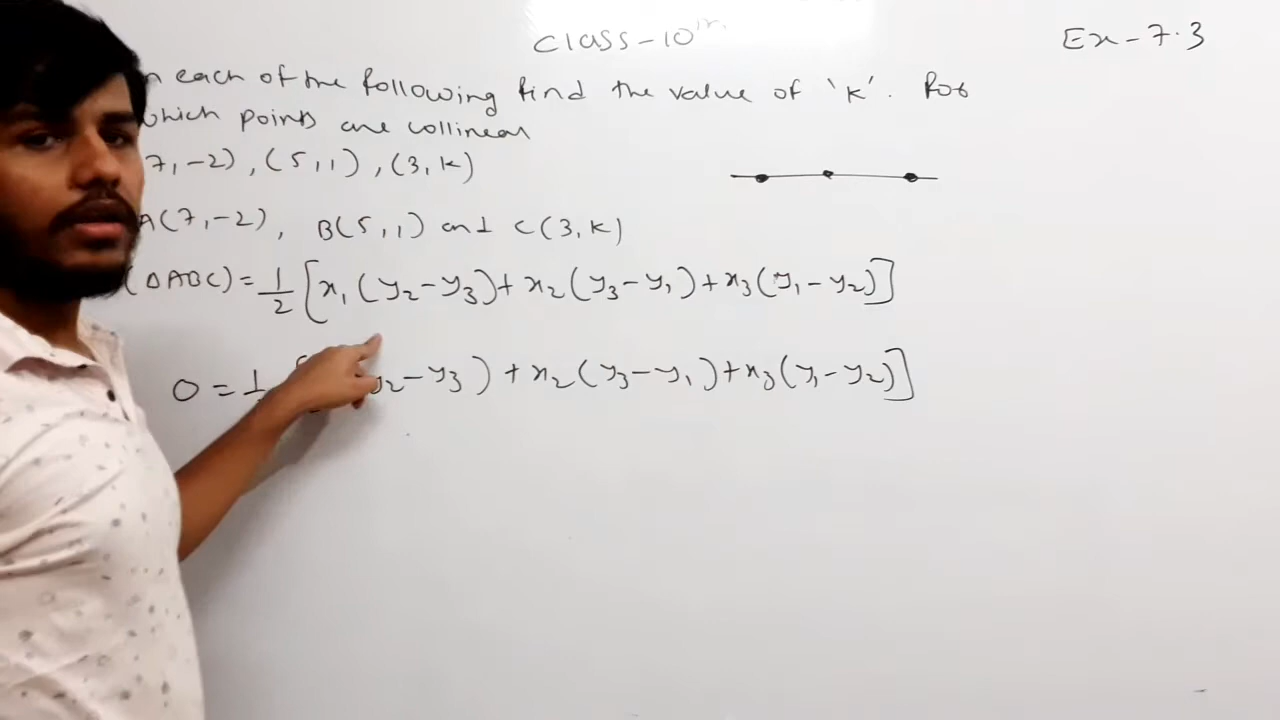 Class-10th
Ex-7.3
each of the following find the value of 'K'. For
which points are collinear
7,-2), (5,1), (3,K)
A(7,-2), B(5,1) and C(3,K)
(ΔABC)=1/2[x₁(y₂-y₃)+x₂(y₃-y₁)+x₃(y₁-y₂)]
0=1 y₂-y₃)+x₂(y₃-y₁)+x₃(y₁-y₂)]